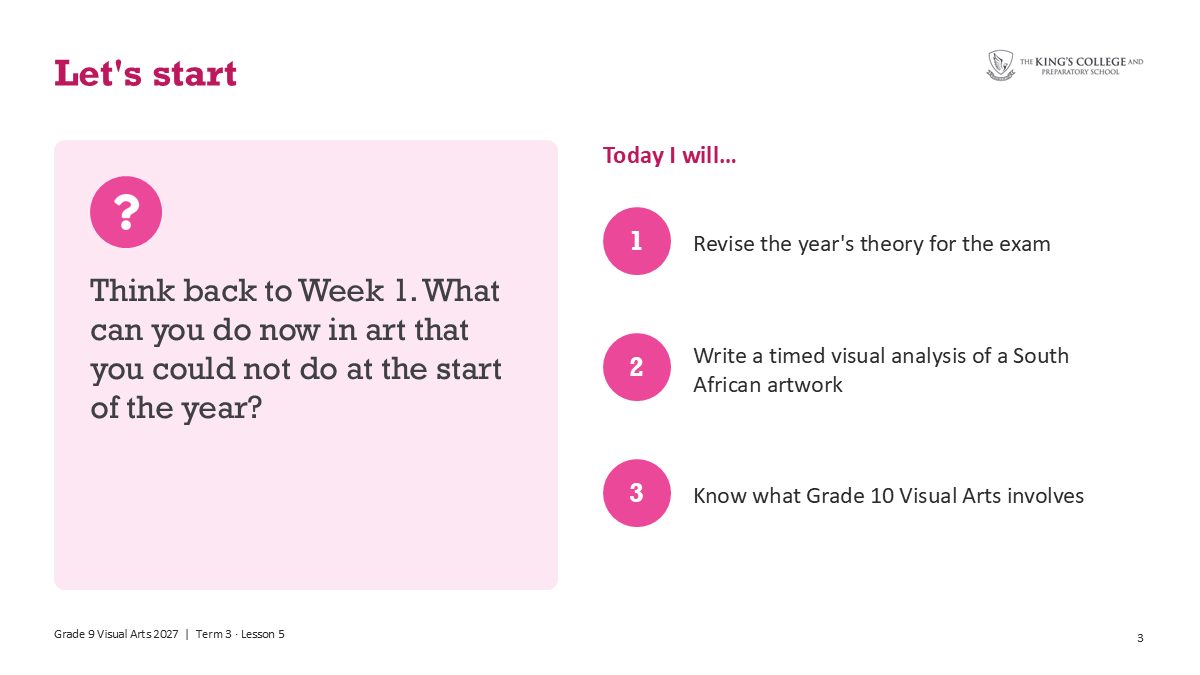 Let's start
THE KING'S COLLEGE AND
PREPARATORY SCHOOL
?
Think back to Week 1. What
can you do now in art that
you could not do at the start
of the year?
Today I will...
1
Revise the year's theory for the exam
2
Write a timed visual analysis of a South
African artwork
3
Know what Grade 10 Visual Arts involves
Grade 9 Visual Arts 2027 | Term 3 · Lesson 5
3